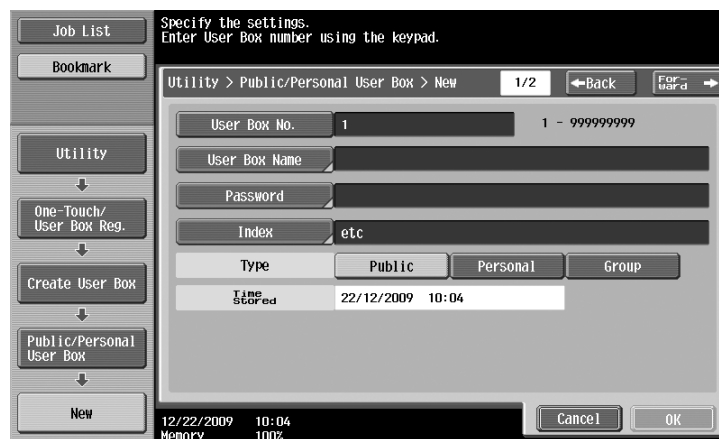 Job List
Bookmark
Utility
One-Touch/
User Box Reg.
Create User Box
Public/Personal
User Box
New
Specify the settings.
Enter User Box number using the keypad.
Utility > Public/Personal User Box > New 1/2 ←Back For-ward →
User Box No. 1 1 - 999999999
User Box Name
Password
Index etc
Type Public Personal Group
Time Stored 22/12/2009 10:04
Cancel OK
12/22/2009 10:04
Memory 100%